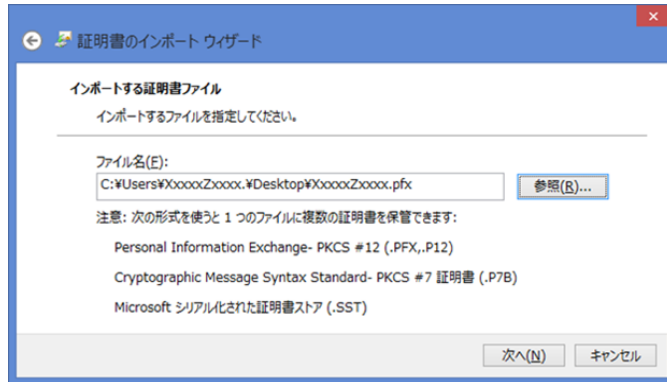 証明書のインポート ウィザード
インポートする証明書ファイル
インポートするファイルを指定してください。
ファイル名(F):
C:¥Users¥XxxxxZxxxx.¥Desktop¥XxxxxZxxxx.pfx
参照(R)...
注意: 次の形式を使うと 1 つのファイルに複数の証明書を保管できます:
Personal Information Exchange- PKCS #12 (.PFX,.P12)
Cryptographic Message Syntax Standard- PKCS #7 証明書 (.P7B)
Microsoft シリアル化された証明書ストア (.SST)
次へ(N)
キャンセル